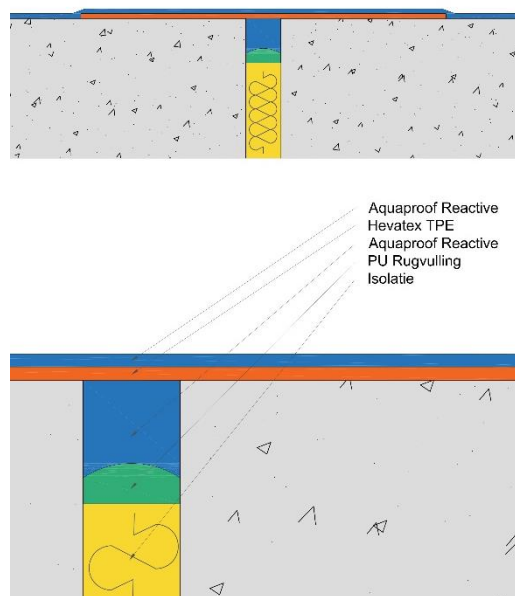 Aquaproof Reactive
Hevatex TPE
Aquaproof Reactive
PU Rugvulling
Isolatie